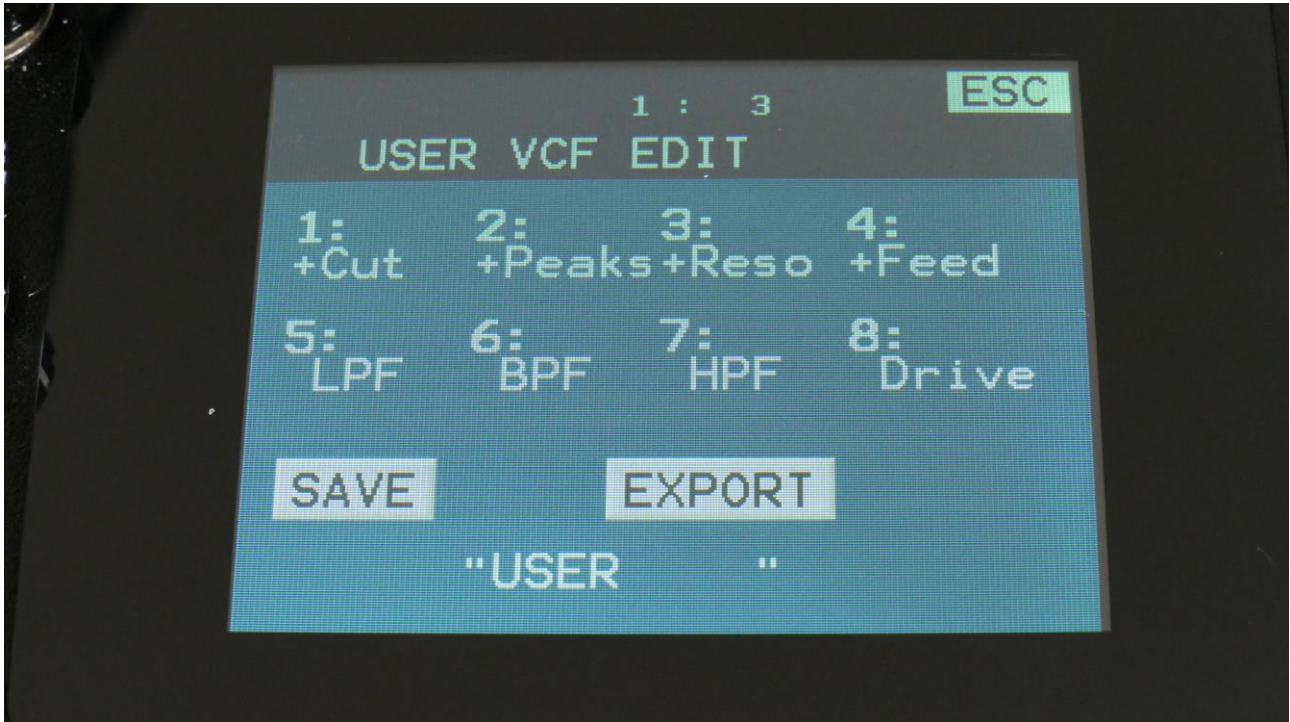 ESC
1 : 3
USER VCF EDIT
1: 2: 3: 4:
+Cut +Peaks +Reso +Feed
5: 6: 7: 8:
LPF BPF HPF Drive
SAVE EXPORT
"USER "